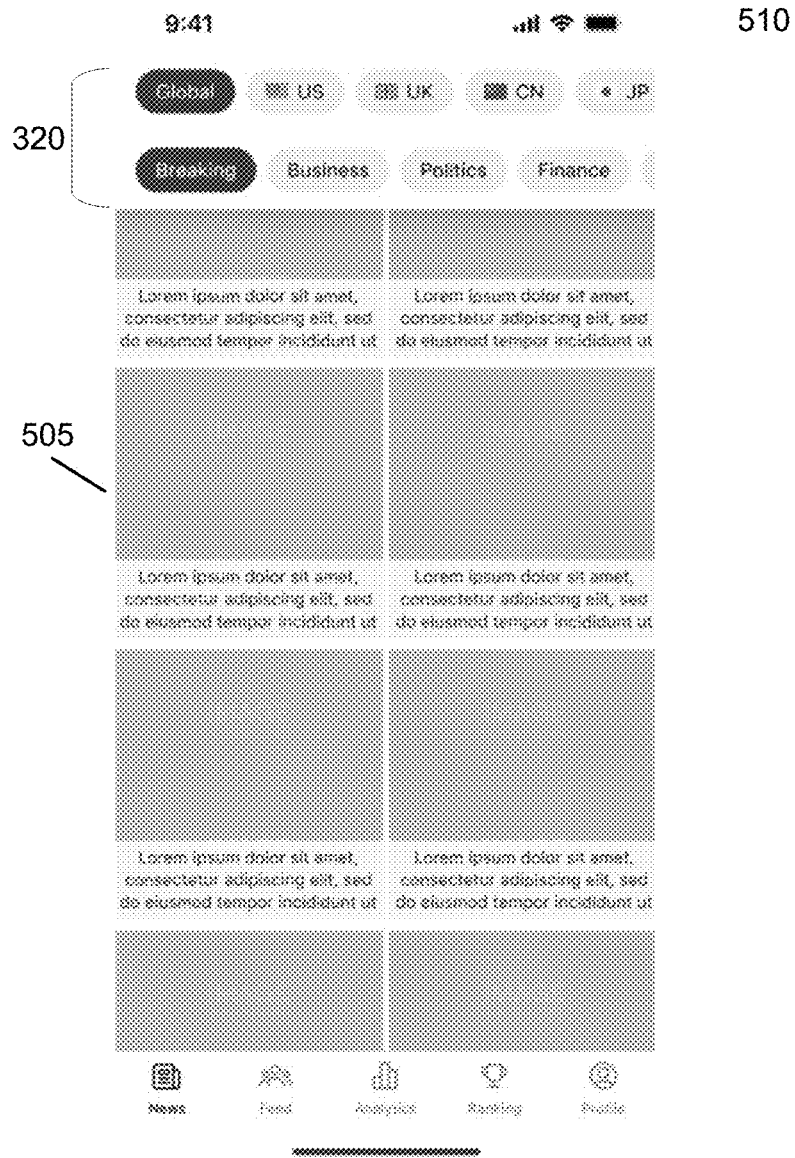 9:41
510
Global US UK CN JP
320
Breaking Business Politics Finance
Lorem ipsum dolor sit amet,
consectetur adipiscing elit, sed
do eiusmod tempor incididunt ut
Lorem ipsum dolor sit amet,
consectetur adipiscing elit, sed
do eiusmod tempor incididunt ut
505
Lorem ipsum dolor sit amet,
consectetur adipiscing elit, sed
do eiusmod tempor incididunt ut
Lorem ipsum dolor sit amet,
consectetur adipiscing elit, sed
do eiusmod tempor incididunt ut
Lorem ipsum dolor sit amet,
consectetur adipiscing elit, sed
do eiusmod tempor incididunt ut
Lorem ipsum dolor sit amet,
consectetur adipiscing elit, sed
do eiusmod tempor incididunt ut
News Feed Analytics Ranking Profile